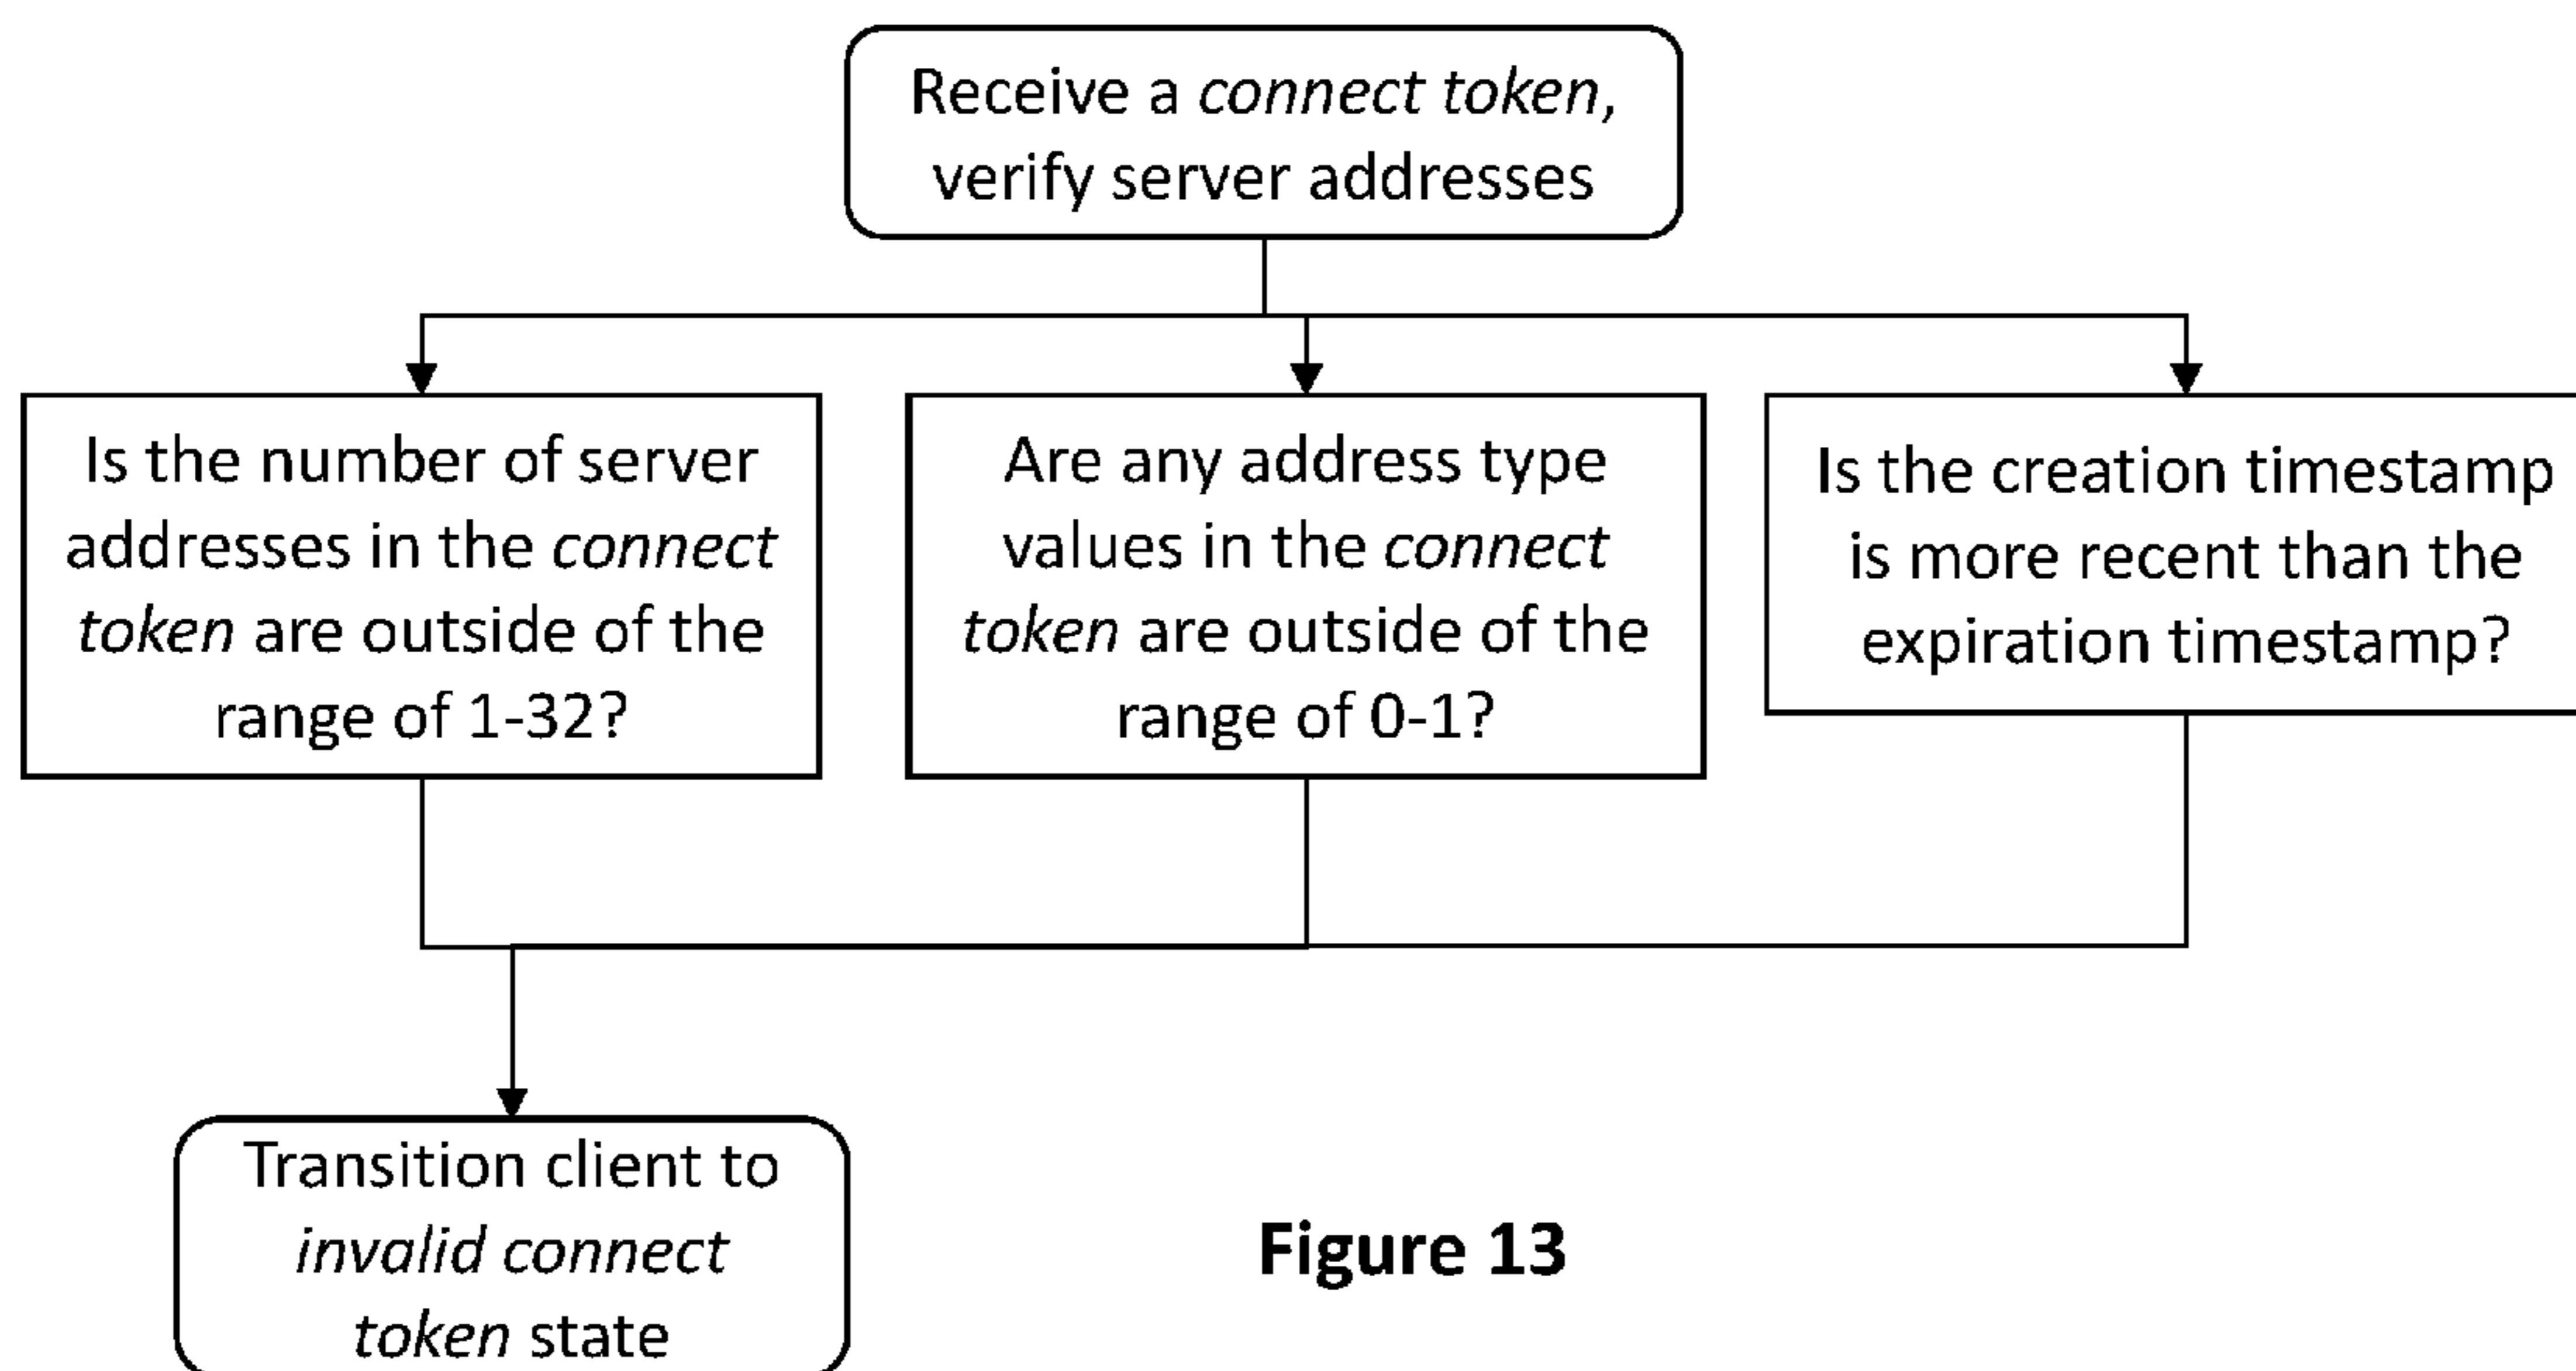 Receive a connect token,
verify server addresses
Is the number of server
addresses in the connect
token are outside of the
range of 1-32?
Are any address type
values in the connect
token are outside of the
range of 0-1?
Is the creation timestamp
is more recent than the
expiration timestamp?
Transition client to
invalid connect
token state
Figure 13